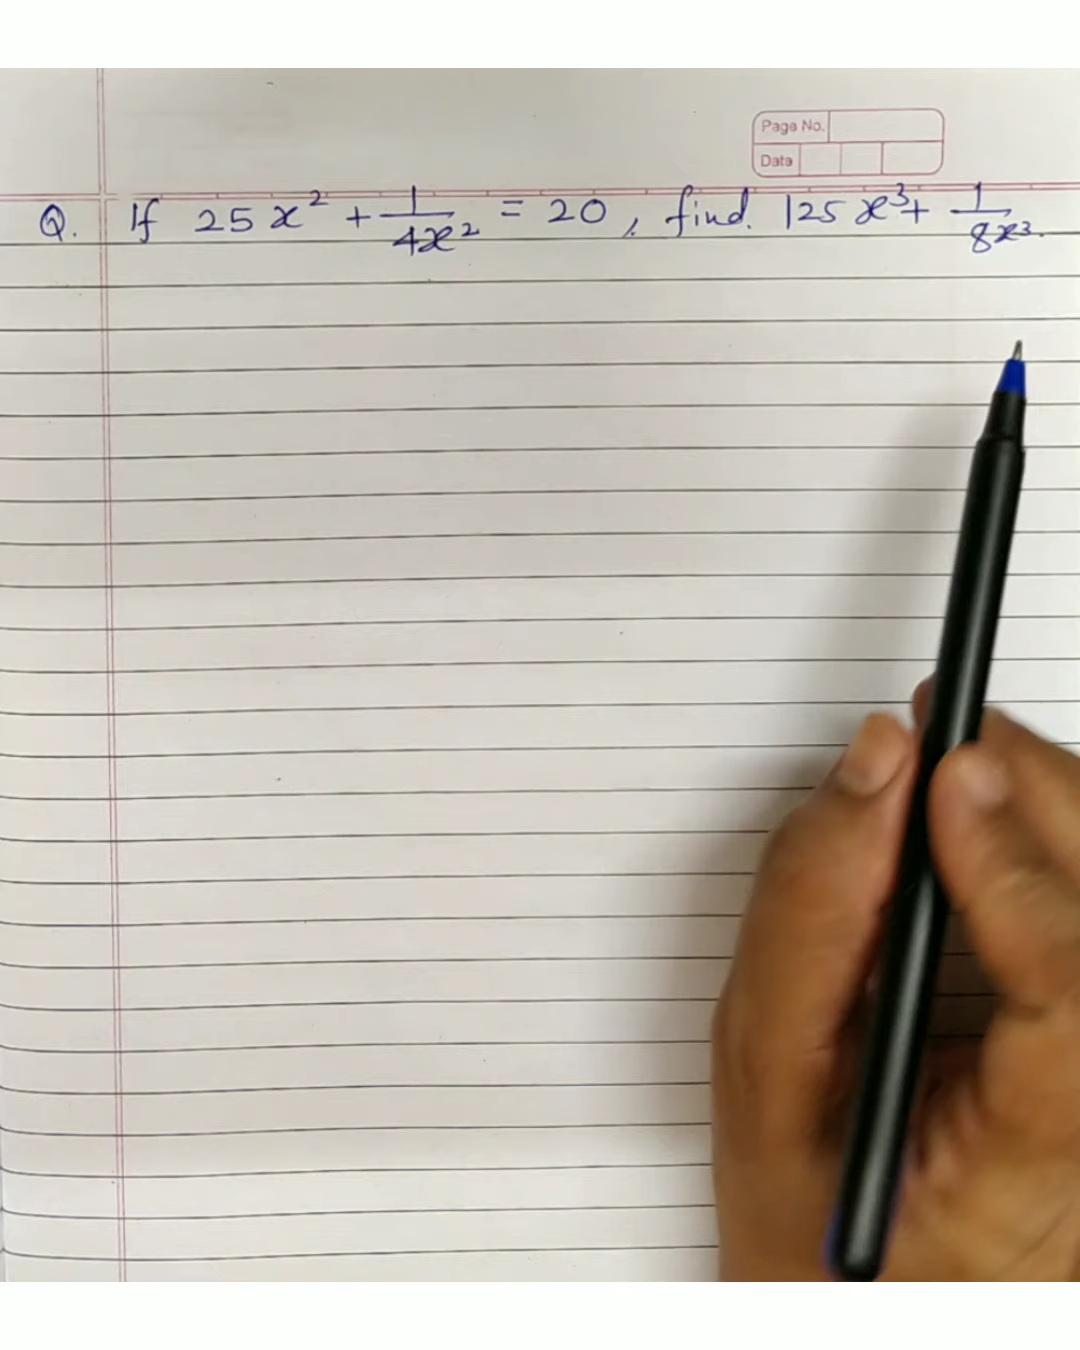 Page No.
Date
Q. If 25x² + 1/4x² = 20, find 125x³ + 1/8x³.